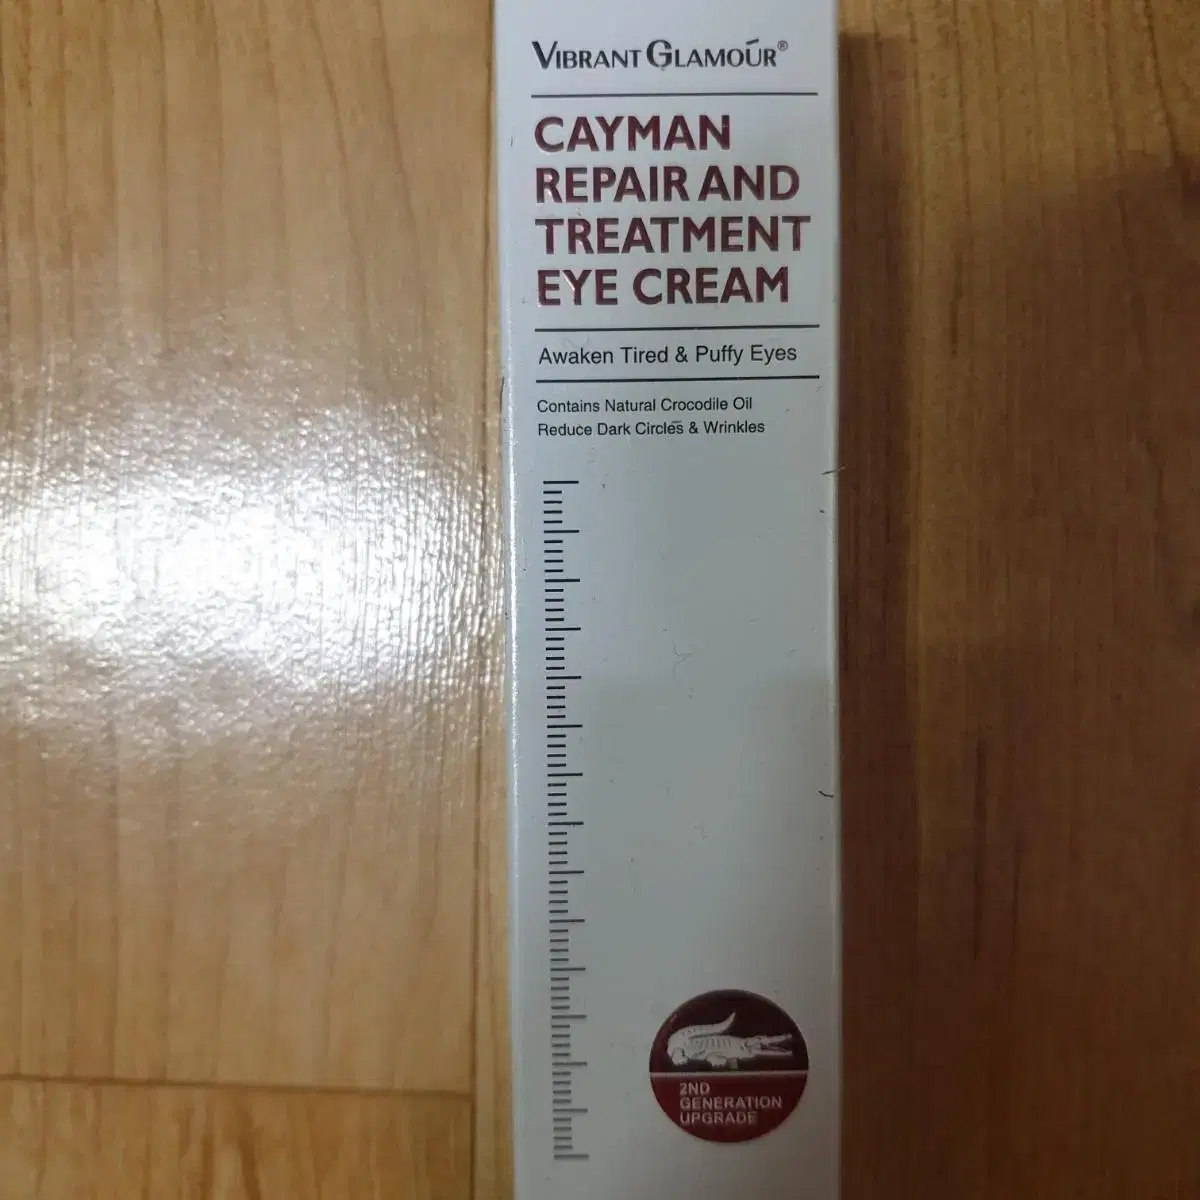 VIBRANT GLAMOUR®
CAYMAN
REPAIR AND
TREATMENT
EYE CREAM
Awaken Tired & Puffy Eyes
Contains Natural Crocodile Oil
Reduce Dark Circles & Wrinkles
2ND
GENERATION
UPGRADE